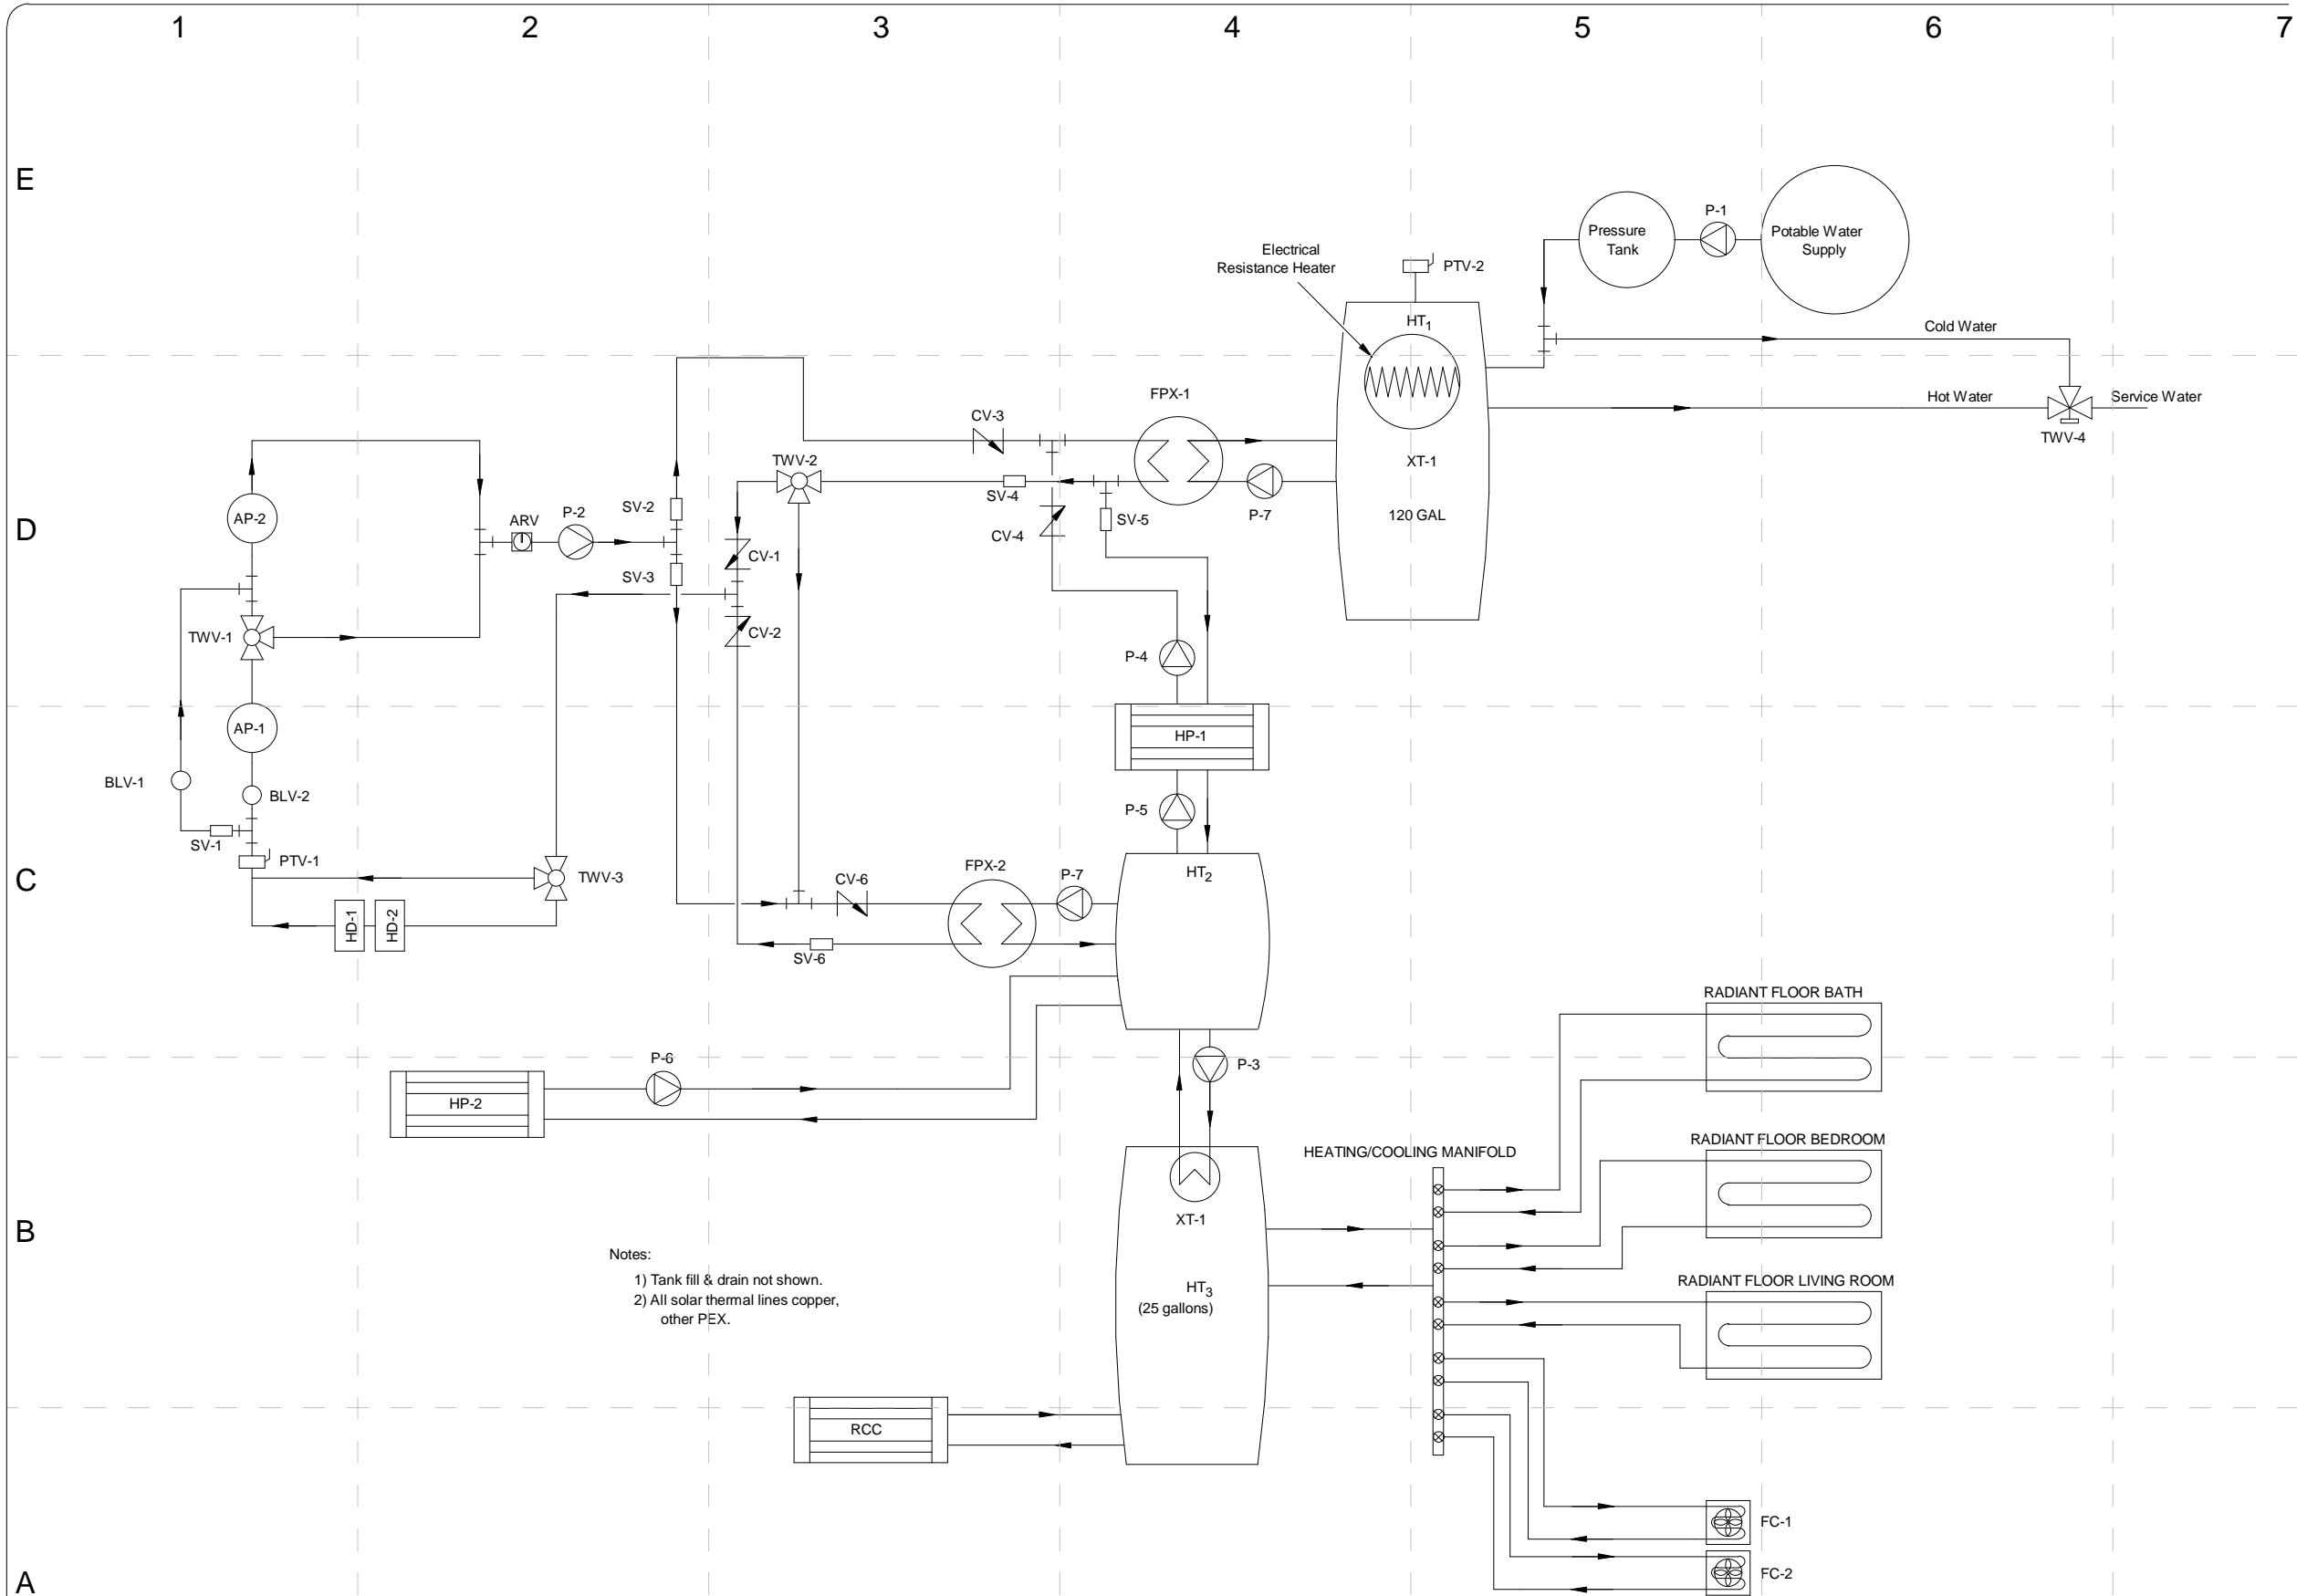 1 2 3 4 5 6 7
E
P-1
Pressure
Tank
Potable Water
Supply
Electrical
Resistance Heater
PTV-2
HT1
Cold Water
FPX-1
Hot Water
Service Water
CV-3
TWV-4
TWV-2
XT-1
SV-4
P-7
120 GAL
SV-2
P-2
ARV
AP-2
SV-5
CV-4
D
CV-1
SV-3
TWV-1
CV-2
P-4
AP-1
HP-1
BLV-1
BLV-2
P-5
SV-1
PTV-1
FPX-2
P-7
HT2
C
TWV-3
CV-6
HD-1
HD-2
SV-6
RADIANT FLOOR BATH
P-6
P-3
HP-2
RADIANT FLOOR BEDROOM
HEATING/COOLING MANIFOLD
XT-1
B
Notes:
1) Tank fill & drain not shown.
2) All solar thermal lines copper,
other PEX.
RADIANT FLOOR LIVING ROOM
HT3
(25 gallons)
RCC
FC-1
FC-2
A